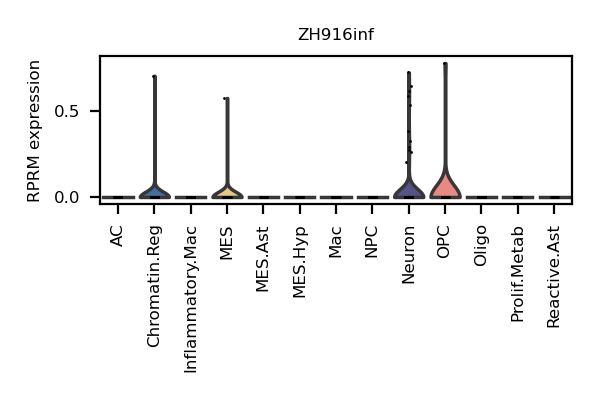 ZH916inf
RPRM expression
0.5
0.0
AC
Chromatin.Reg
Inflammatory.Mac
MES
MES.Ast
MES.Hyp
Mac
NPC
Neuron
OPC
Oligo
Prolif.Metab
Reactive.Ast